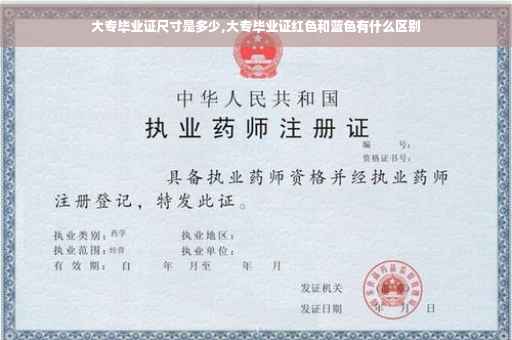 大专毕业证尺寸是多少,大专毕业证红色和蓝色有什么区别
中华人民共和国
执业药师注册证
编 号:
资格证书号:
具备执业药师资格并经执业药师
注册登记，特发此证。
执业类别: 药学 执业地区:
执业范围: 经营 执业单位:
有 效 期: 自 年 月至 年 月
发证机关
发证日期 年 月 日